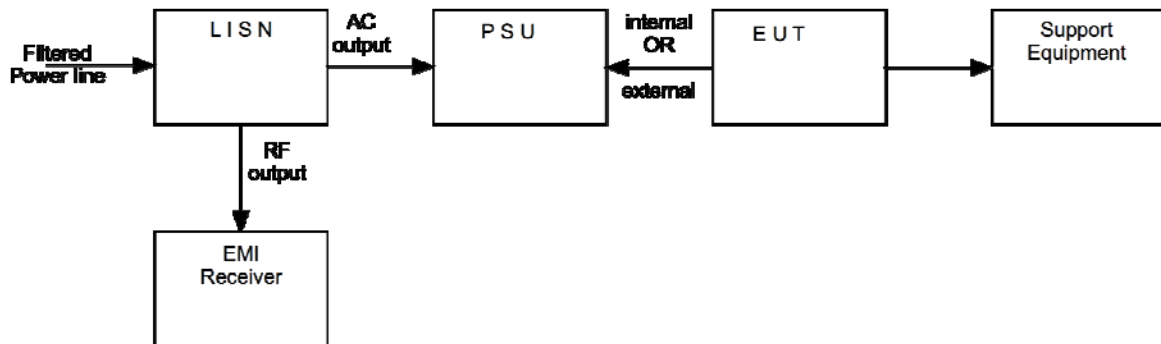 LISN
AC
output
PSU
internal
OR
external
EUT
Support
Equipment
Filtered
Power line
RF
output
EMI
Receiver